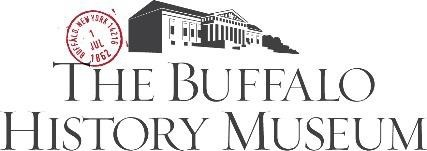 BUFFALO, NEW YORK 14216
1
JUL
1862
THE BUFFALO
HISTORY MUSEUM